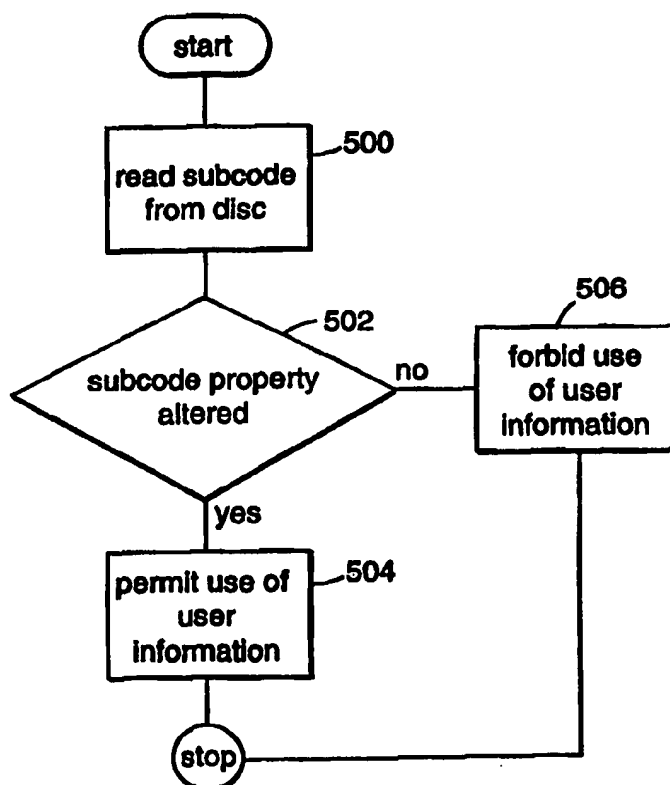 start
500
read subcode
from disc
502
subcode property
altered
no
506
forbid use
of user
information
yes
504
permit use of
user
information
stop